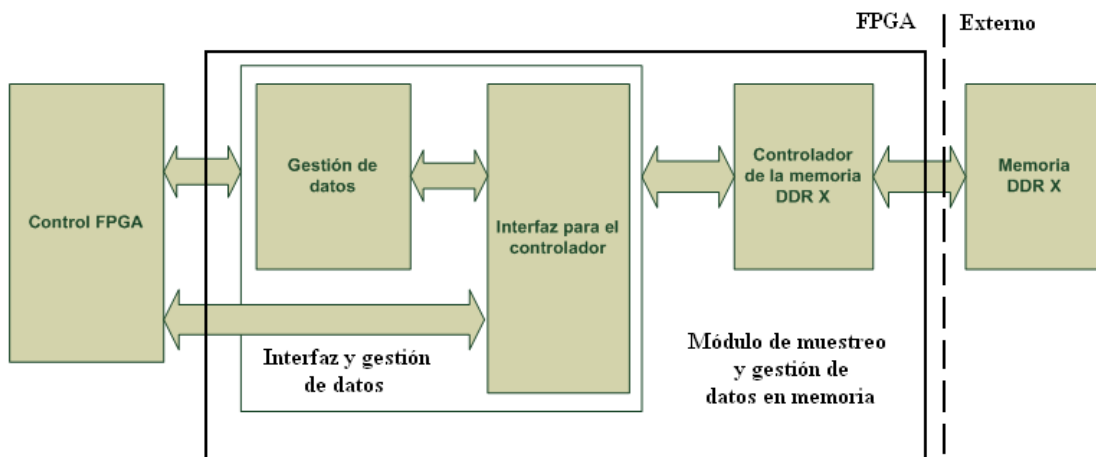 FPGA
Externo
Control FPGA
Gestión de
datos
Interfaz para el
controlador
Controlador
de la memoria
DDR X
Memoria
DDR X
Interfaz y gestión
de datos
Módulo de muestreo
y gestión de
datos en memoria